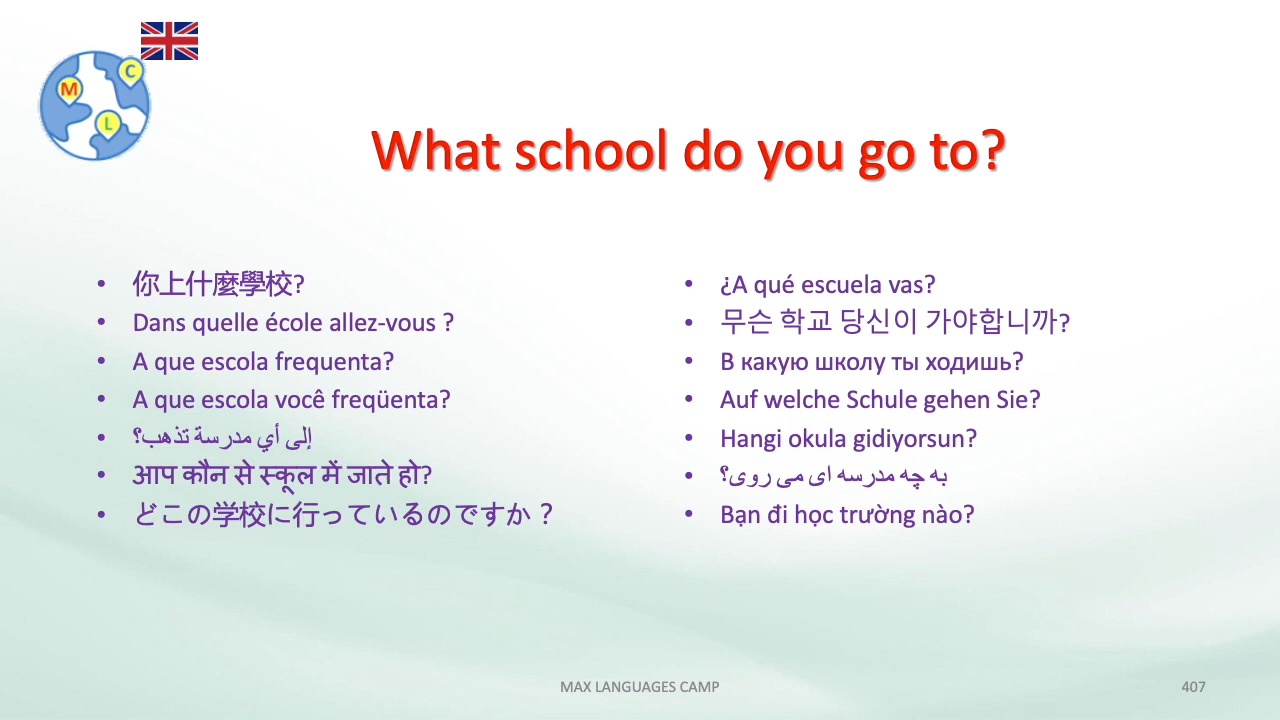 M
C
L
What school do you go to?
你上什麼學校?
Dans quelle école allez-vous ?
A que escola frequenta?
A que escola você freqüenta?
إلى أي مدرسة تذهب؟
आप कौन से स्कूल में जाते हो?
どこの学校に行っているのですか？
¿A qué escuela vas?
무슨 학교 당신이 가야합니까?
В какую школу ты ходишь?
Auf welche Schule gehen Sie?
Hangi okula gidiyorsun?
به چه مدرسه ای می روی؟
Bạn đi học trường nào?
MAX LANGUAGES CAMP
407